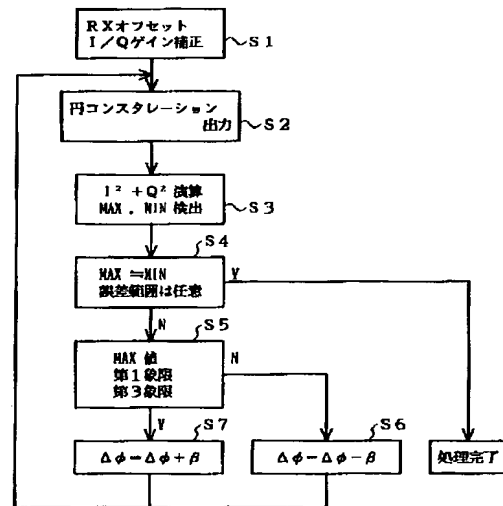 RXオフセット
I/Qゲイン補正
S1
円コンスタレーション
出力
S2
I² +Q² 演算
MAX . MIN 検出
S3
S4
MAX ≒MIN
誤差範囲は任意
Y
N
S5
MAX 値
第1象限
第3象限
N
Y
S7
Δφ=Δφ+β
S6
Δφ=Δφ-β
処理完了